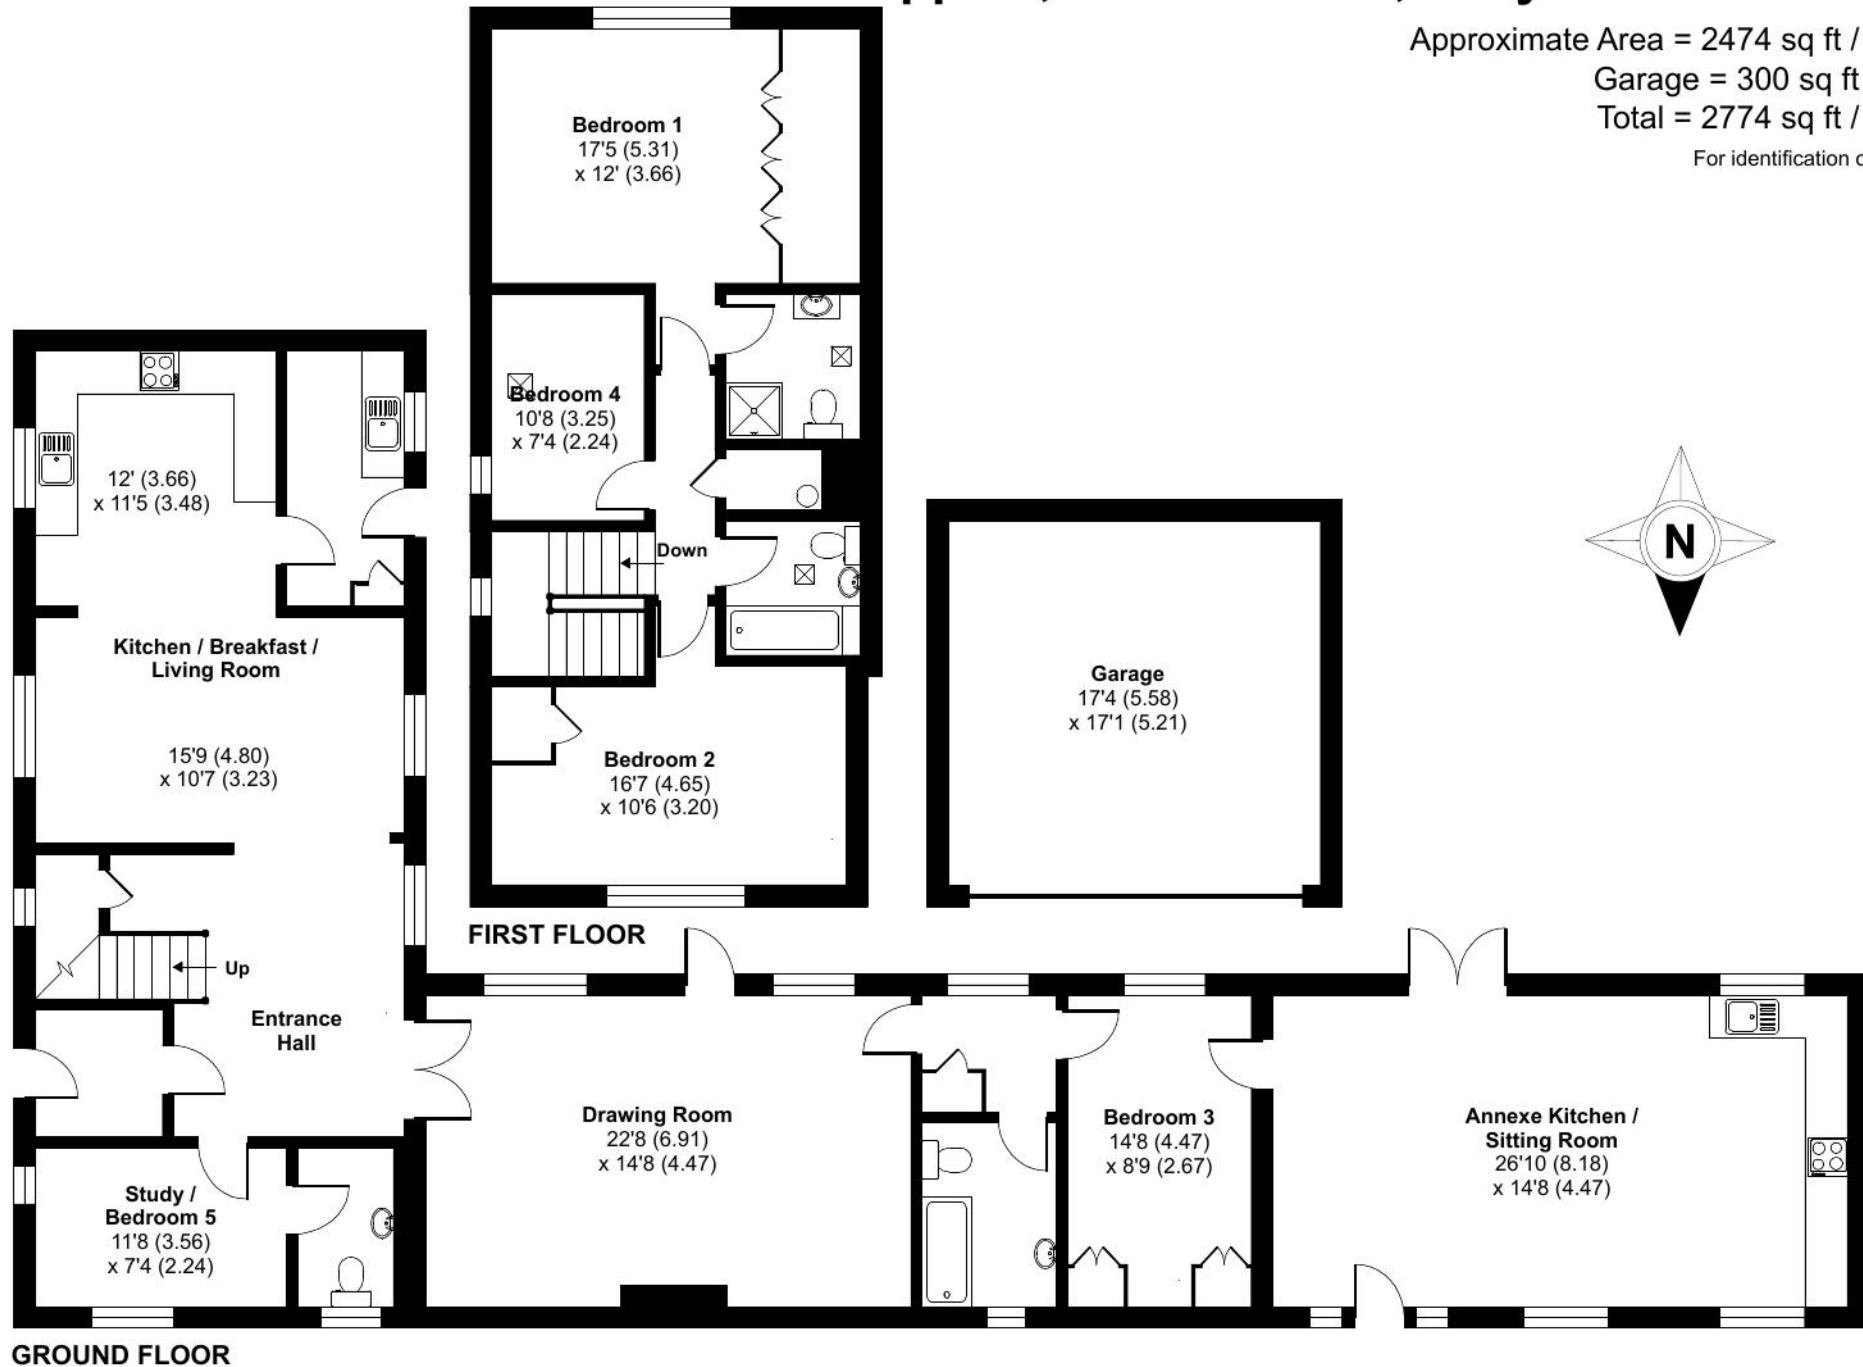 Approximate Area = 2474 sq ft /
Garage = 300 sq ft
Total = 2774 sq ft /
For identification
Bedroom 1
17'5 (5.31)
x 12' (3.66)
Bedroom 4
10'8 (3.25)
x 7'4 (2.24)
12' (3.66)
x 11'5 (3.48)
N
Down
Kitchen / Breakfast /
Living Room
Garage
17'4 (5.58)
x 17'1 (5.21)
15'9 (4.80)
x 10'7 (3.23)
Bedroom 2
16'7 (4.65)
x 10'6 (3.20)
FIRST FLOOR
Up
Entrance
Hall
Drawing Room
22'8 (6.91)
x 14'8 (4.47)
Bedroom 3
14'8 (4.47)
x 8'9 (2.67)
Annexe Kitchen /
Sitting Room
26'10 (8.18)
x 14'8 (4.47)
Study /
Bedroom 5
11'8 (3.56)
x 7'4 (2.24)
GROUND FLOOR